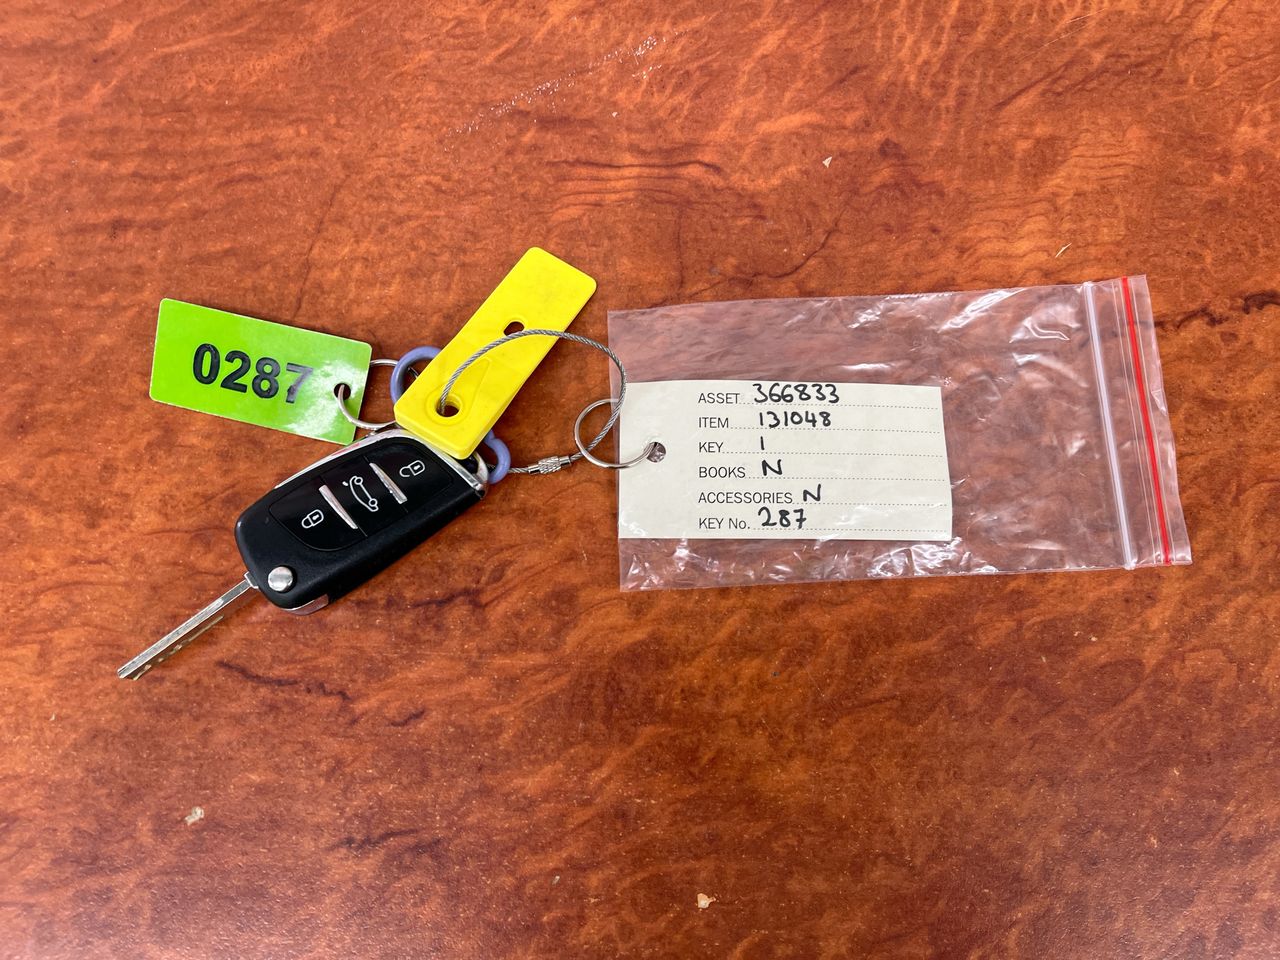 0287
ASSET 366833
ITEM 131048
KEY 1
BOOKS N
ACCESSORIES N
KEY No. 287